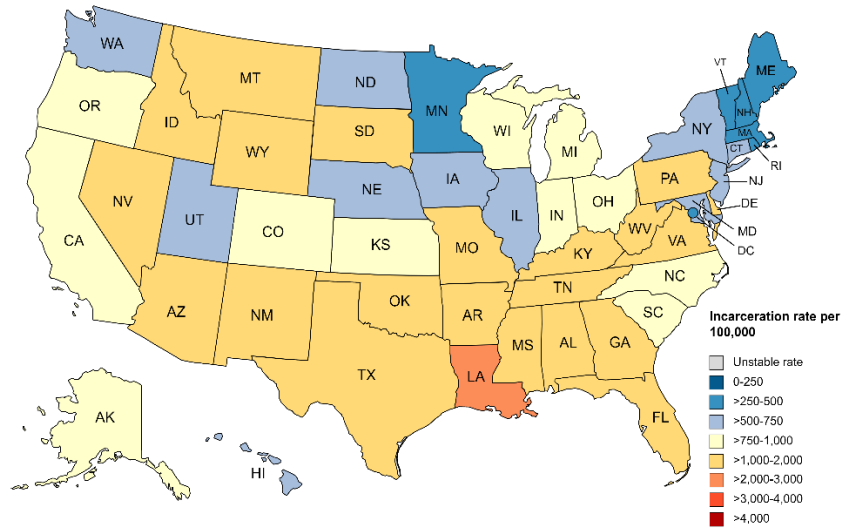 WA
MT
ND
MN
VT
ME
OR
ID
SD
WI
NH
NY
MA
WY
MI
CT
RI
NV
NE
IA
PA
NJ
UT
IL
IN
OH
DE
CA
CO
KS
MO
WV
VA
MD
KY
DC
AZ
NM
OK
AR
TN
NC
SC
TX
LA
MS
AL
GA
AK
HI
FL
Incarceration rate per
100,000
Unstable rate
0-250
>250-500
>500-750
>750-1,000
>1,000-2,000
>2,000-3,000
>3,000-4,000
>4,000